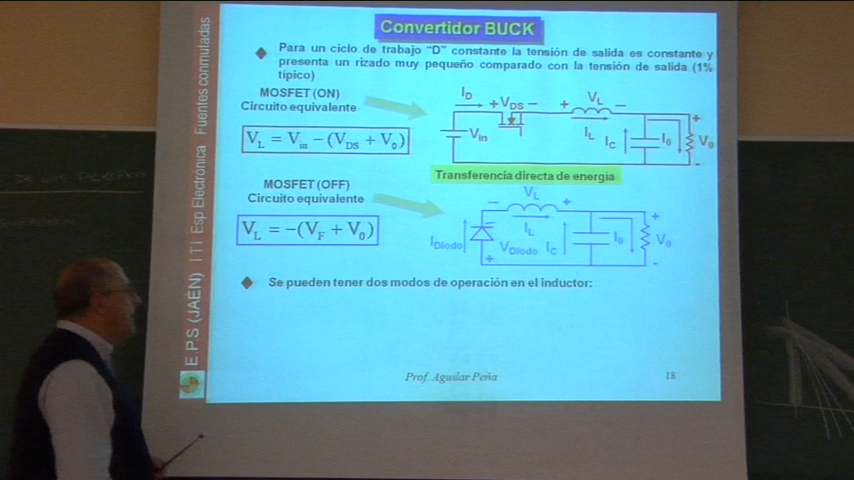 Convertidor BUCK
Para un ciclo de trabajo "D" constante la tensión de salida es constante y
presenta un rizado muy pequeño comparado con la tensión de salida (1%
típico)
MOSFET (ON)
Circuito equivalente
V_L = V_in − (V_DS + V_0)
I_D
+ V_DS −
+ V_L −
V_in
I_L
I_C
I_0
+
V_0
-
Transferencia directa de energía
MOSFET (OFF)
Circuito equivalente
V_L = −(V_F + V_0)
− V_L +
I_L
I_Diodo
−
+
V_Diodo
I_C
I_0
+
V_0
-
Se pueden tener dos modos de operación en el inductor:
Prof. Aguilar Peña
18
E.P.S (JAÉN) I T I Esp Electrónica Fuentes conmutadas